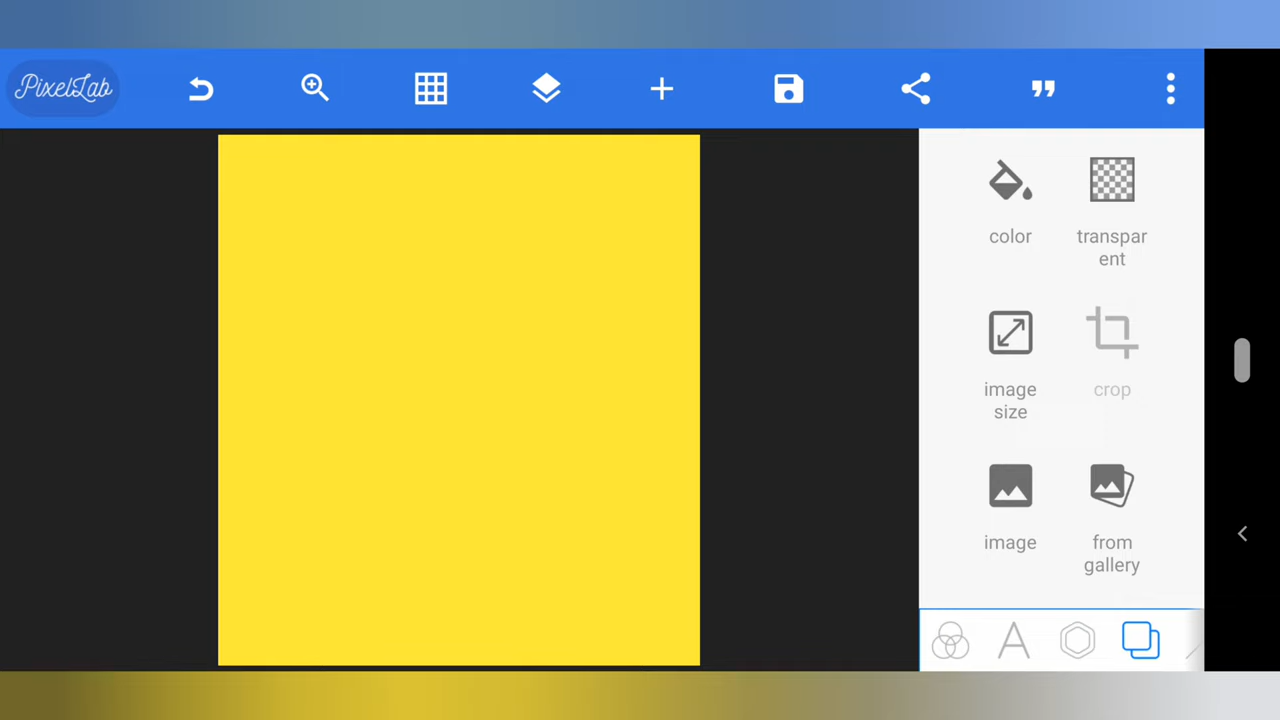 PixelLab
color
transpar
ent
image
size
crop
image
from
gallery